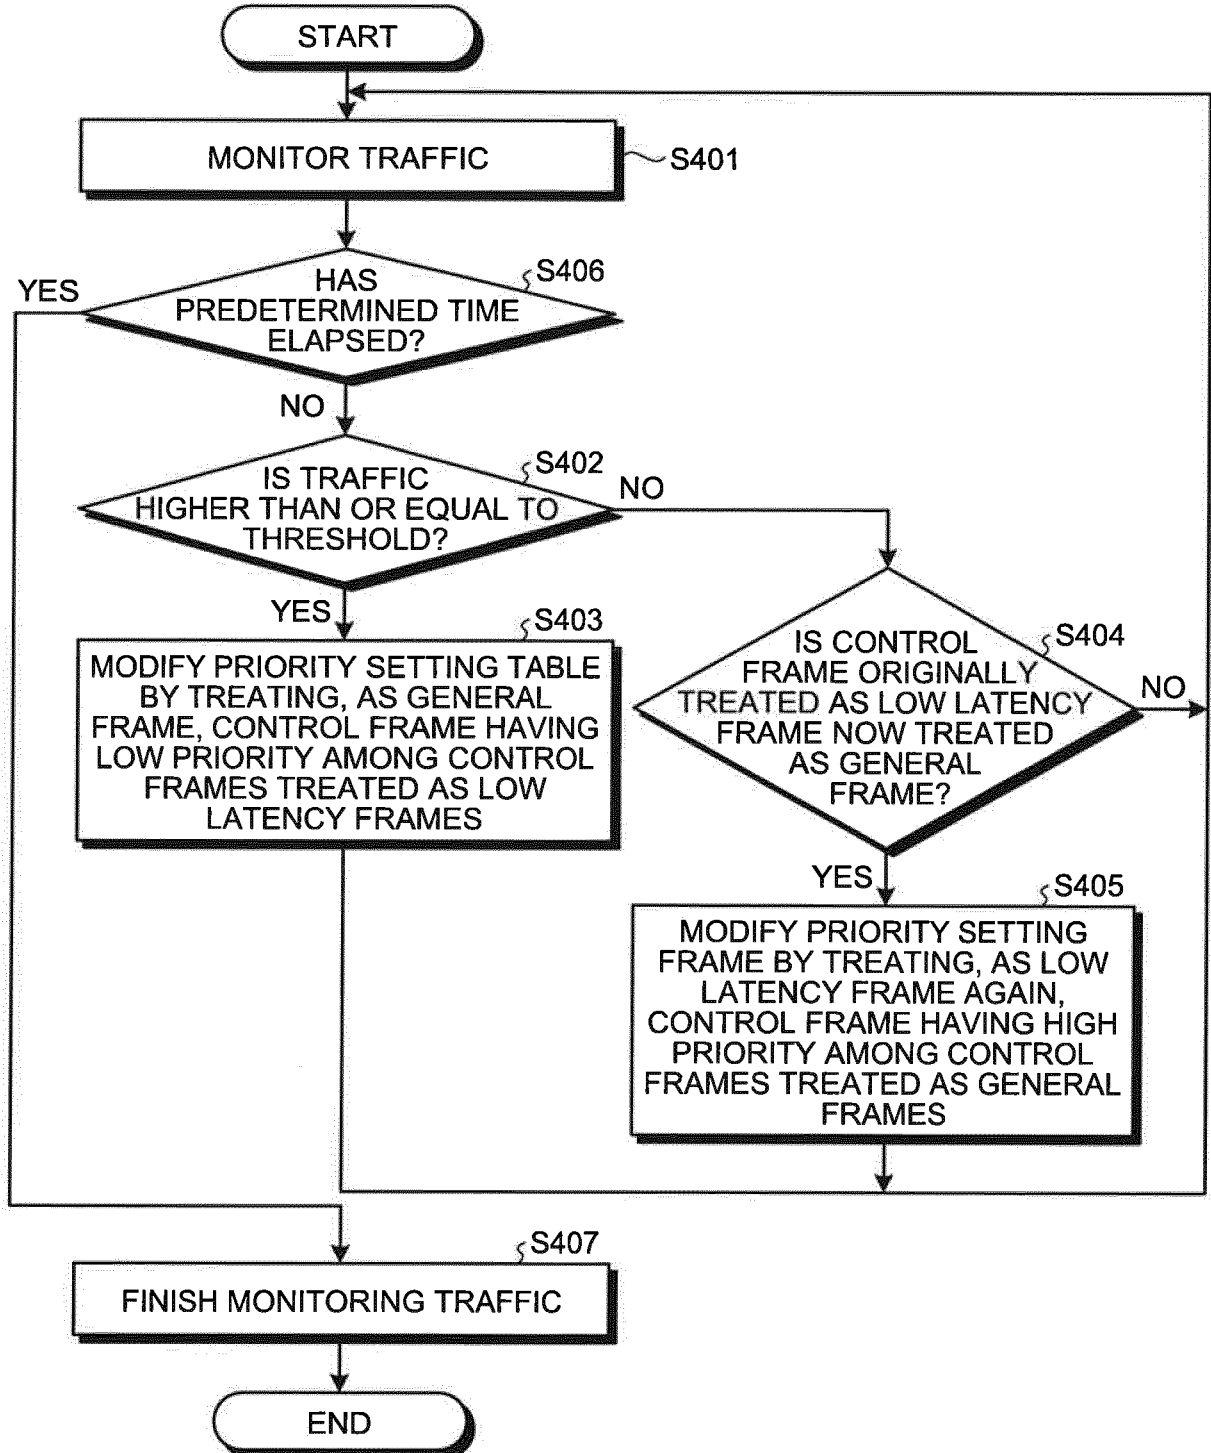 START
MONITOR TRAFFIC
S401
S406
YES
HAS
PREDETERMINED TIME
ELAPSED?
NO
S402
IS TRAFFIC
HIGHER THAN OR EQUAL TO
THRESHOLD?
NO
YES
S403
MODIFY PRIORITY SETTING TABLE
BY TREATING, AS GENERAL
FRAME, CONTROL FRAME HAVING
LOW PRIORITY AMONG CONTROL
FRAMES TREATED AS LOW
LATENCY FRAMES
S404
IS CONTROL
FRAME ORIGINALLY
TREATED AS LOW LATENCY
FRAME NOW TREATED
AS GENERAL
FRAME?
NO
YES
S405
MODIFY PRIORITY SETTING
FRAME BY TREATING, AS LOW
LATENCY FRAME AGAIN,
CONTROL FRAME HAVING HIGH
PRIORITY AMONG CONTROL
FRAMES TREATED AS GENERAL
FRAMES
S407
FINISH MONITORING TRAFFIC
END